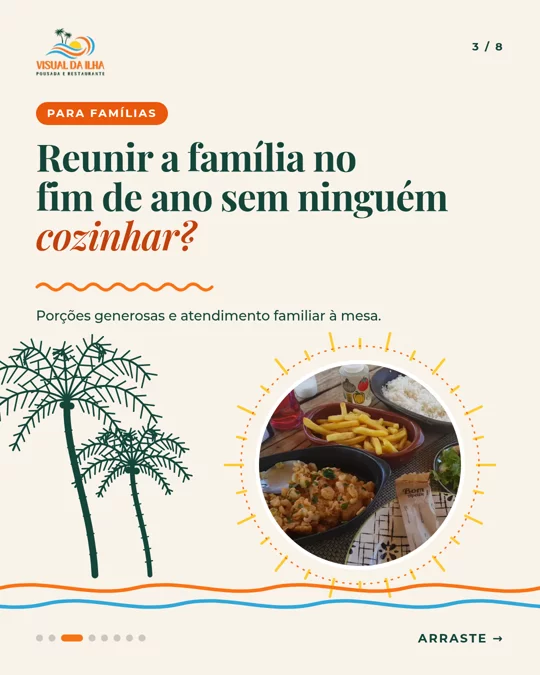 VISUAL DA ILHA
POUSADA E RESTAURANTE
3 / 8
PARA FAMÍLIAS
Reunir a família no
fim de ano sem ninguém
cozinhar?
Porções generosas e atendimento familiar à mesa.
ARRASTE →